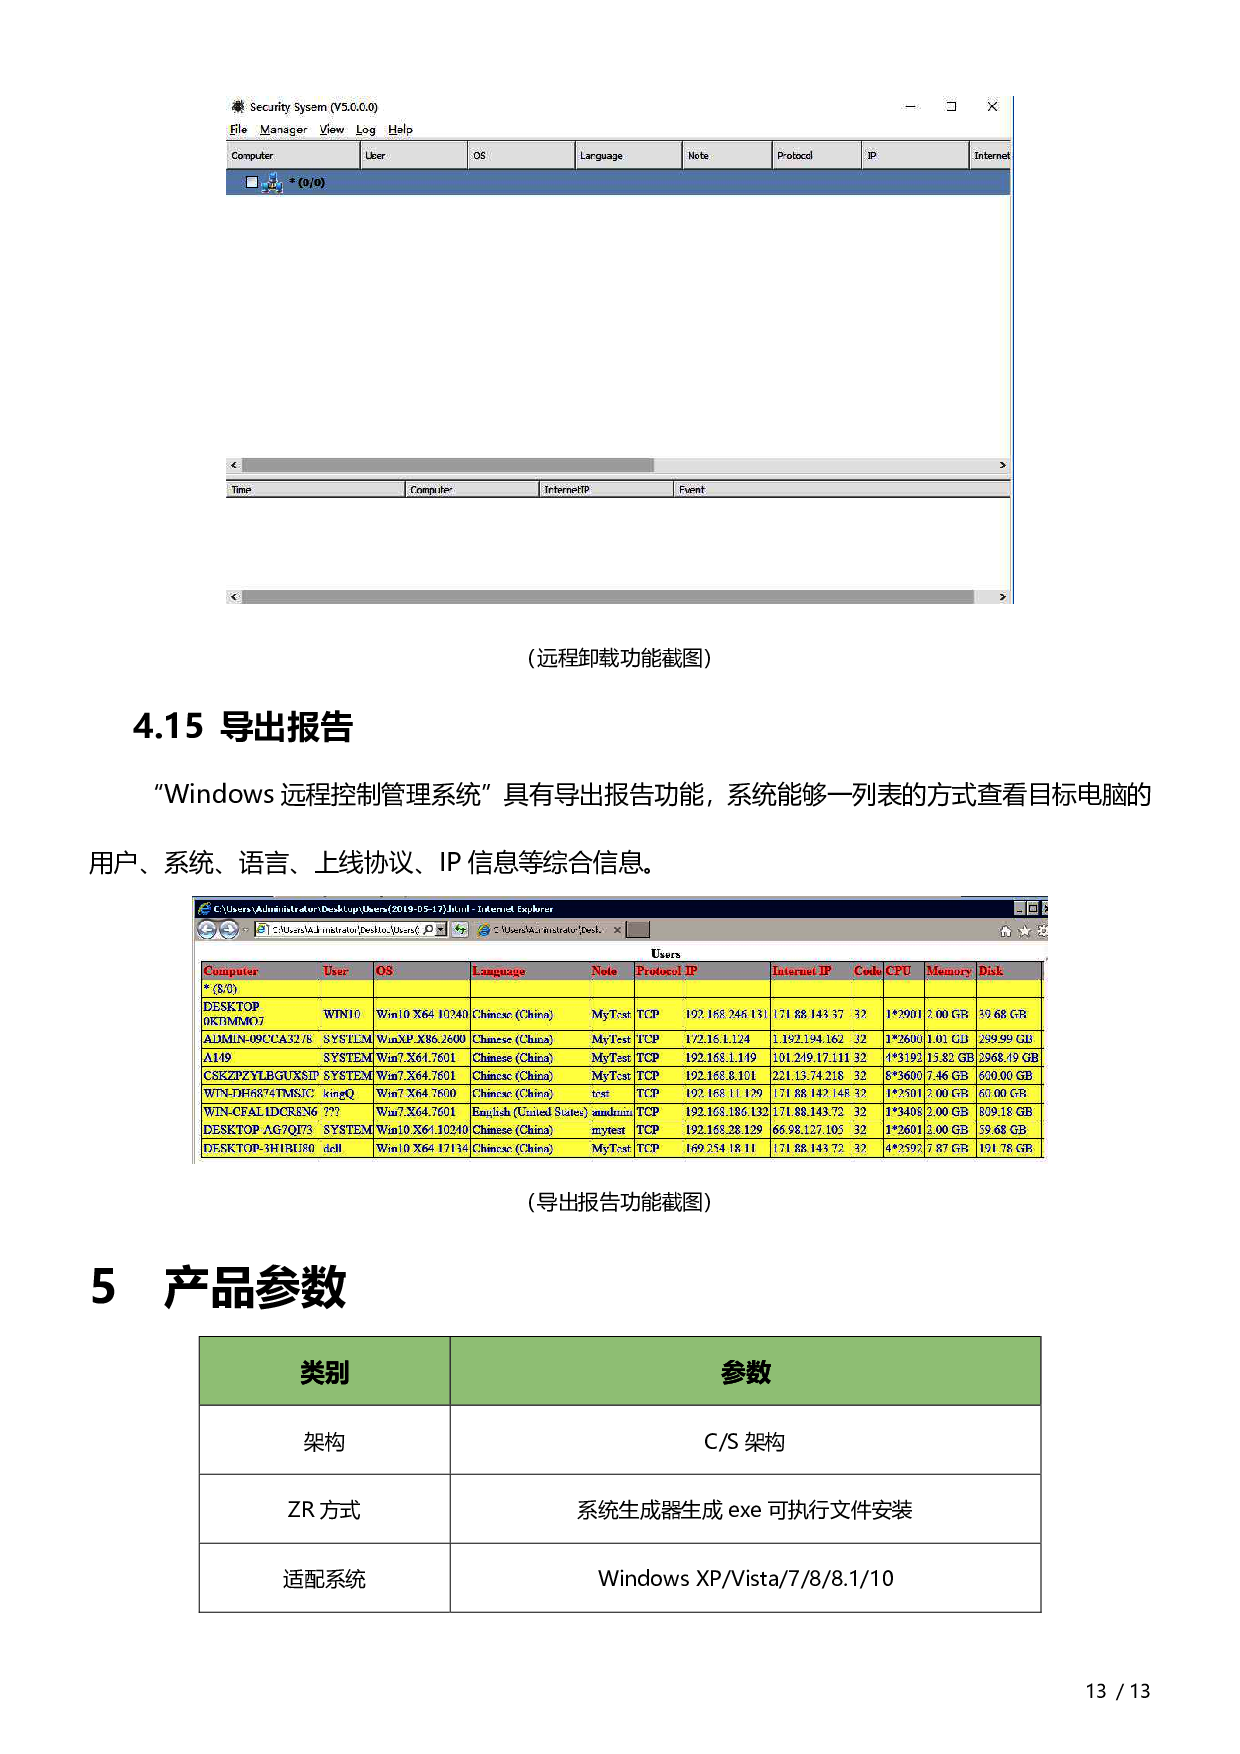 Security Sysem (V5.0.0.0)
File Manager View Log Help
Computer User OS Language Note Protocol IP Internet
* (0/0)
Time Computer InternetIP Event
（远程卸载功能截图）
4.15 导出报告
“Windows 远程控制管理系统”具有导出报告功能，系统能够一列表的方式查看目标电脑的
用户、系统、语言、上线协议、IP 信息等综合信息。
C:\Users\Administrator\Desktop\Users(2019-05-17).html - Internet Explorer
Users
Computer User OS Language Note Protocol IP Internet IP Code CPU Memory Disk
* (8/0)
DESKTOP
WIN10 Win10 X64 10240 Chinese (China) MyTest TCP 192.168.246.131 171.88.143.37 32 1*2901 2.00 GB 39.68 GB
ADMIN-09CCA3278 SYSTEM WinXP.X86.2600 Chinese (China) MyTest TCP 172.16.1.124 1.192.194.162 32 1*2600 1.01 GB 299.99 GB
A149 SYSTEM Win7.X64.7601 Chinese (China) MyTest TCP 192.168.1.149 101.249.17.111 32 4*3192 15.82 GB 2968.49 GB
CSKZPZYLBGUXSIP SYSTEM Win7.X64.7601 Chinese (China) MyTest TCP 192.168.8.101 221.13.74.218 32 8*3600 7.46 GB 600.00 GB
WIN-DH6874TMSJC kingQ Win7 X64 7600 Chinese (China) test TCP 192.168.11.129 171.88.142.148 32 1*2501 2.00 GB 60.00 GB
WIN-CFAL1DCR8N6 ??? Win7.X64.7601 English (United States) anndmin TCP 192.168.186.132 171.88.143.72 32 1*3408 2.00 GB 809.18 GB
DESKTOP-AG7QI73 SYSTEM Win10.X64.10240 Chinese (China) mytest TCP 192.168.28.129 66.98.127.105 32 1*2601 2.00 GB 59.68 GB
DESKTOP-3H1BU80 dell Win10 X64 17134 Chinese (China) MyTest TCP 169.254.18.11 171.88.143.72 32 4*2592 7.87 GB 191.78 GB
（导出报告功能截图）
5 产品参数
类别 参数
架构 C/S 架构
ZR 方式 系统生成器生成 exe 可执行文件安装
适配系统 Windows XP/Vista/7/8/8.1/10
13 / 13